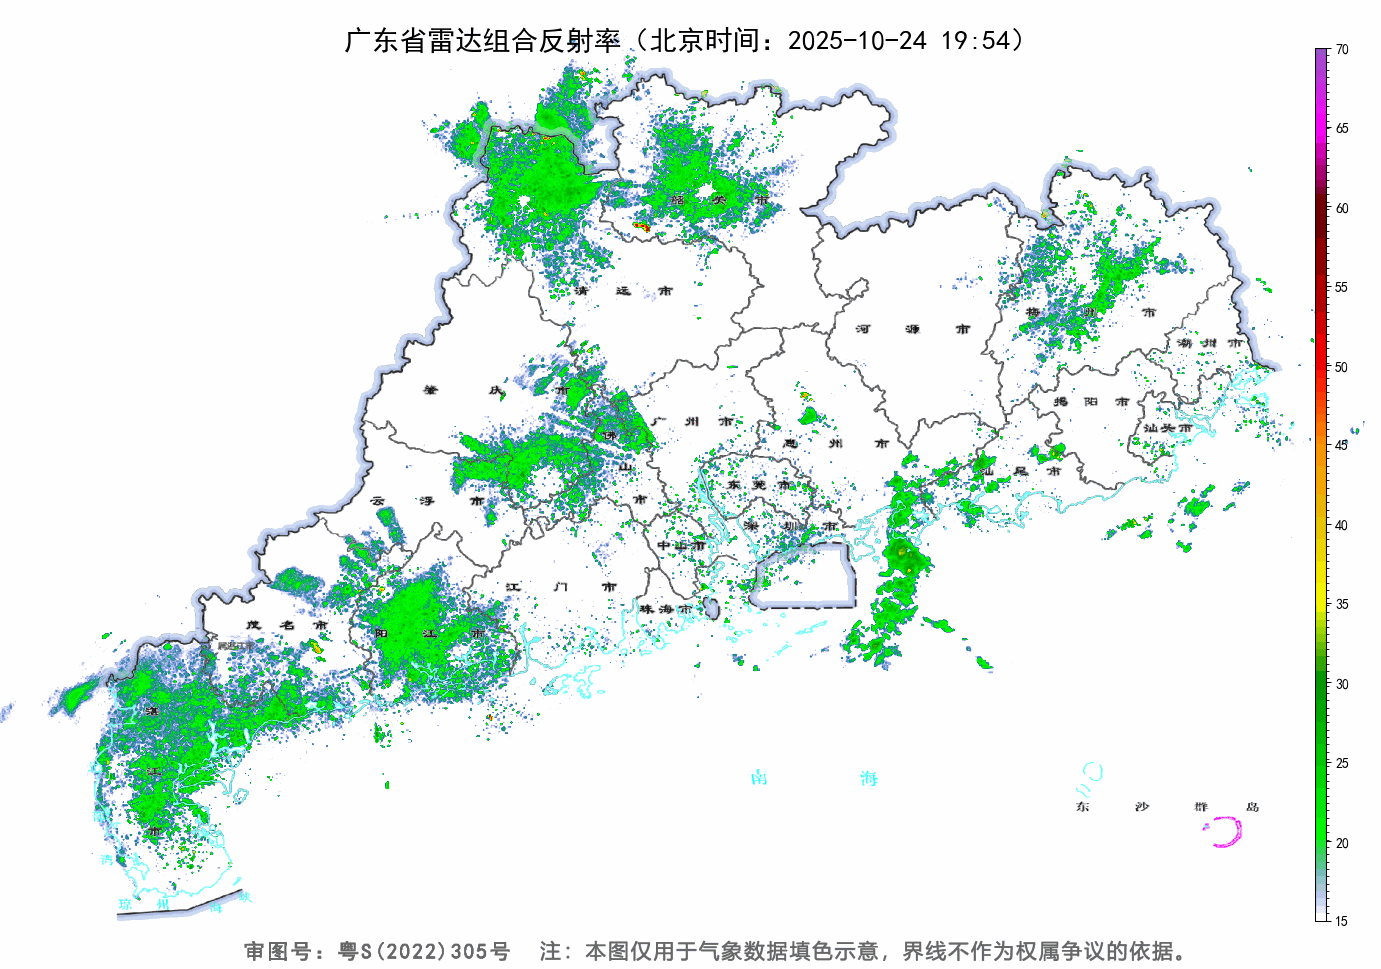 广东省雷达组合反射率（北京时间：2025-10-24 19:54）
70
65
60
55
50
45
40
35
30
25
20
15
韶关市
清远市
河源市
梅州市
潮州市
肇庆市
揭阳市
汕头市
广州市
惠州市
佛山市
汕尾市
东莞市
云浮市
深圳市
中山市
江门市
珠海市
茂名市
阳江市
湛江市
南海
东沙群岛
湾
琼州海峡
审图号：粤S(2022)305号 注：本图仅用于气象数据填色示意，界线不作为权属争议的依据。